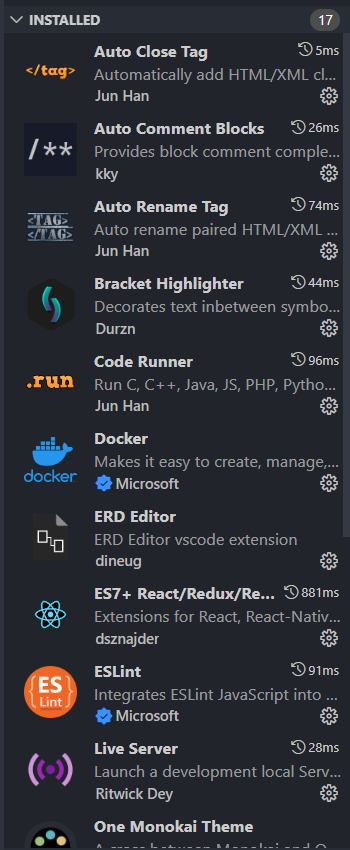 INSTALLED 17
Auto Close Tag 5ms
</tag> Automatically add HTML/XML cl...
Jun Han
Auto Comment Blocks 26ms
/** Provides block comment comple...
kky
Auto Rename Tag 74ms
<TAG>
</TAG> Auto rename paired HTML/XML ...
Jun Han
Bracket Highlighter 44ms
Decorates text inbetween symbo...
Durzn
Code Runner 96ms
.run Run C, C++, Java, JS, PHP, Pytho...
Jun Han
Docker
Makes it easy to create, manage,...
docker Microsoft
ERD Editor
ERD Editor vscode extension
dineug
ES7+ React/Redux/Re... 881ms
Extensions for React, React-Nativ...
dsznajder
ESLint 91ms
{ES
Lint} Integrates ESLint JavaScript into ...
Microsoft
Live Server 28ms
Launch a development local Serv...
Ritwick Dey
One Monokai Theme